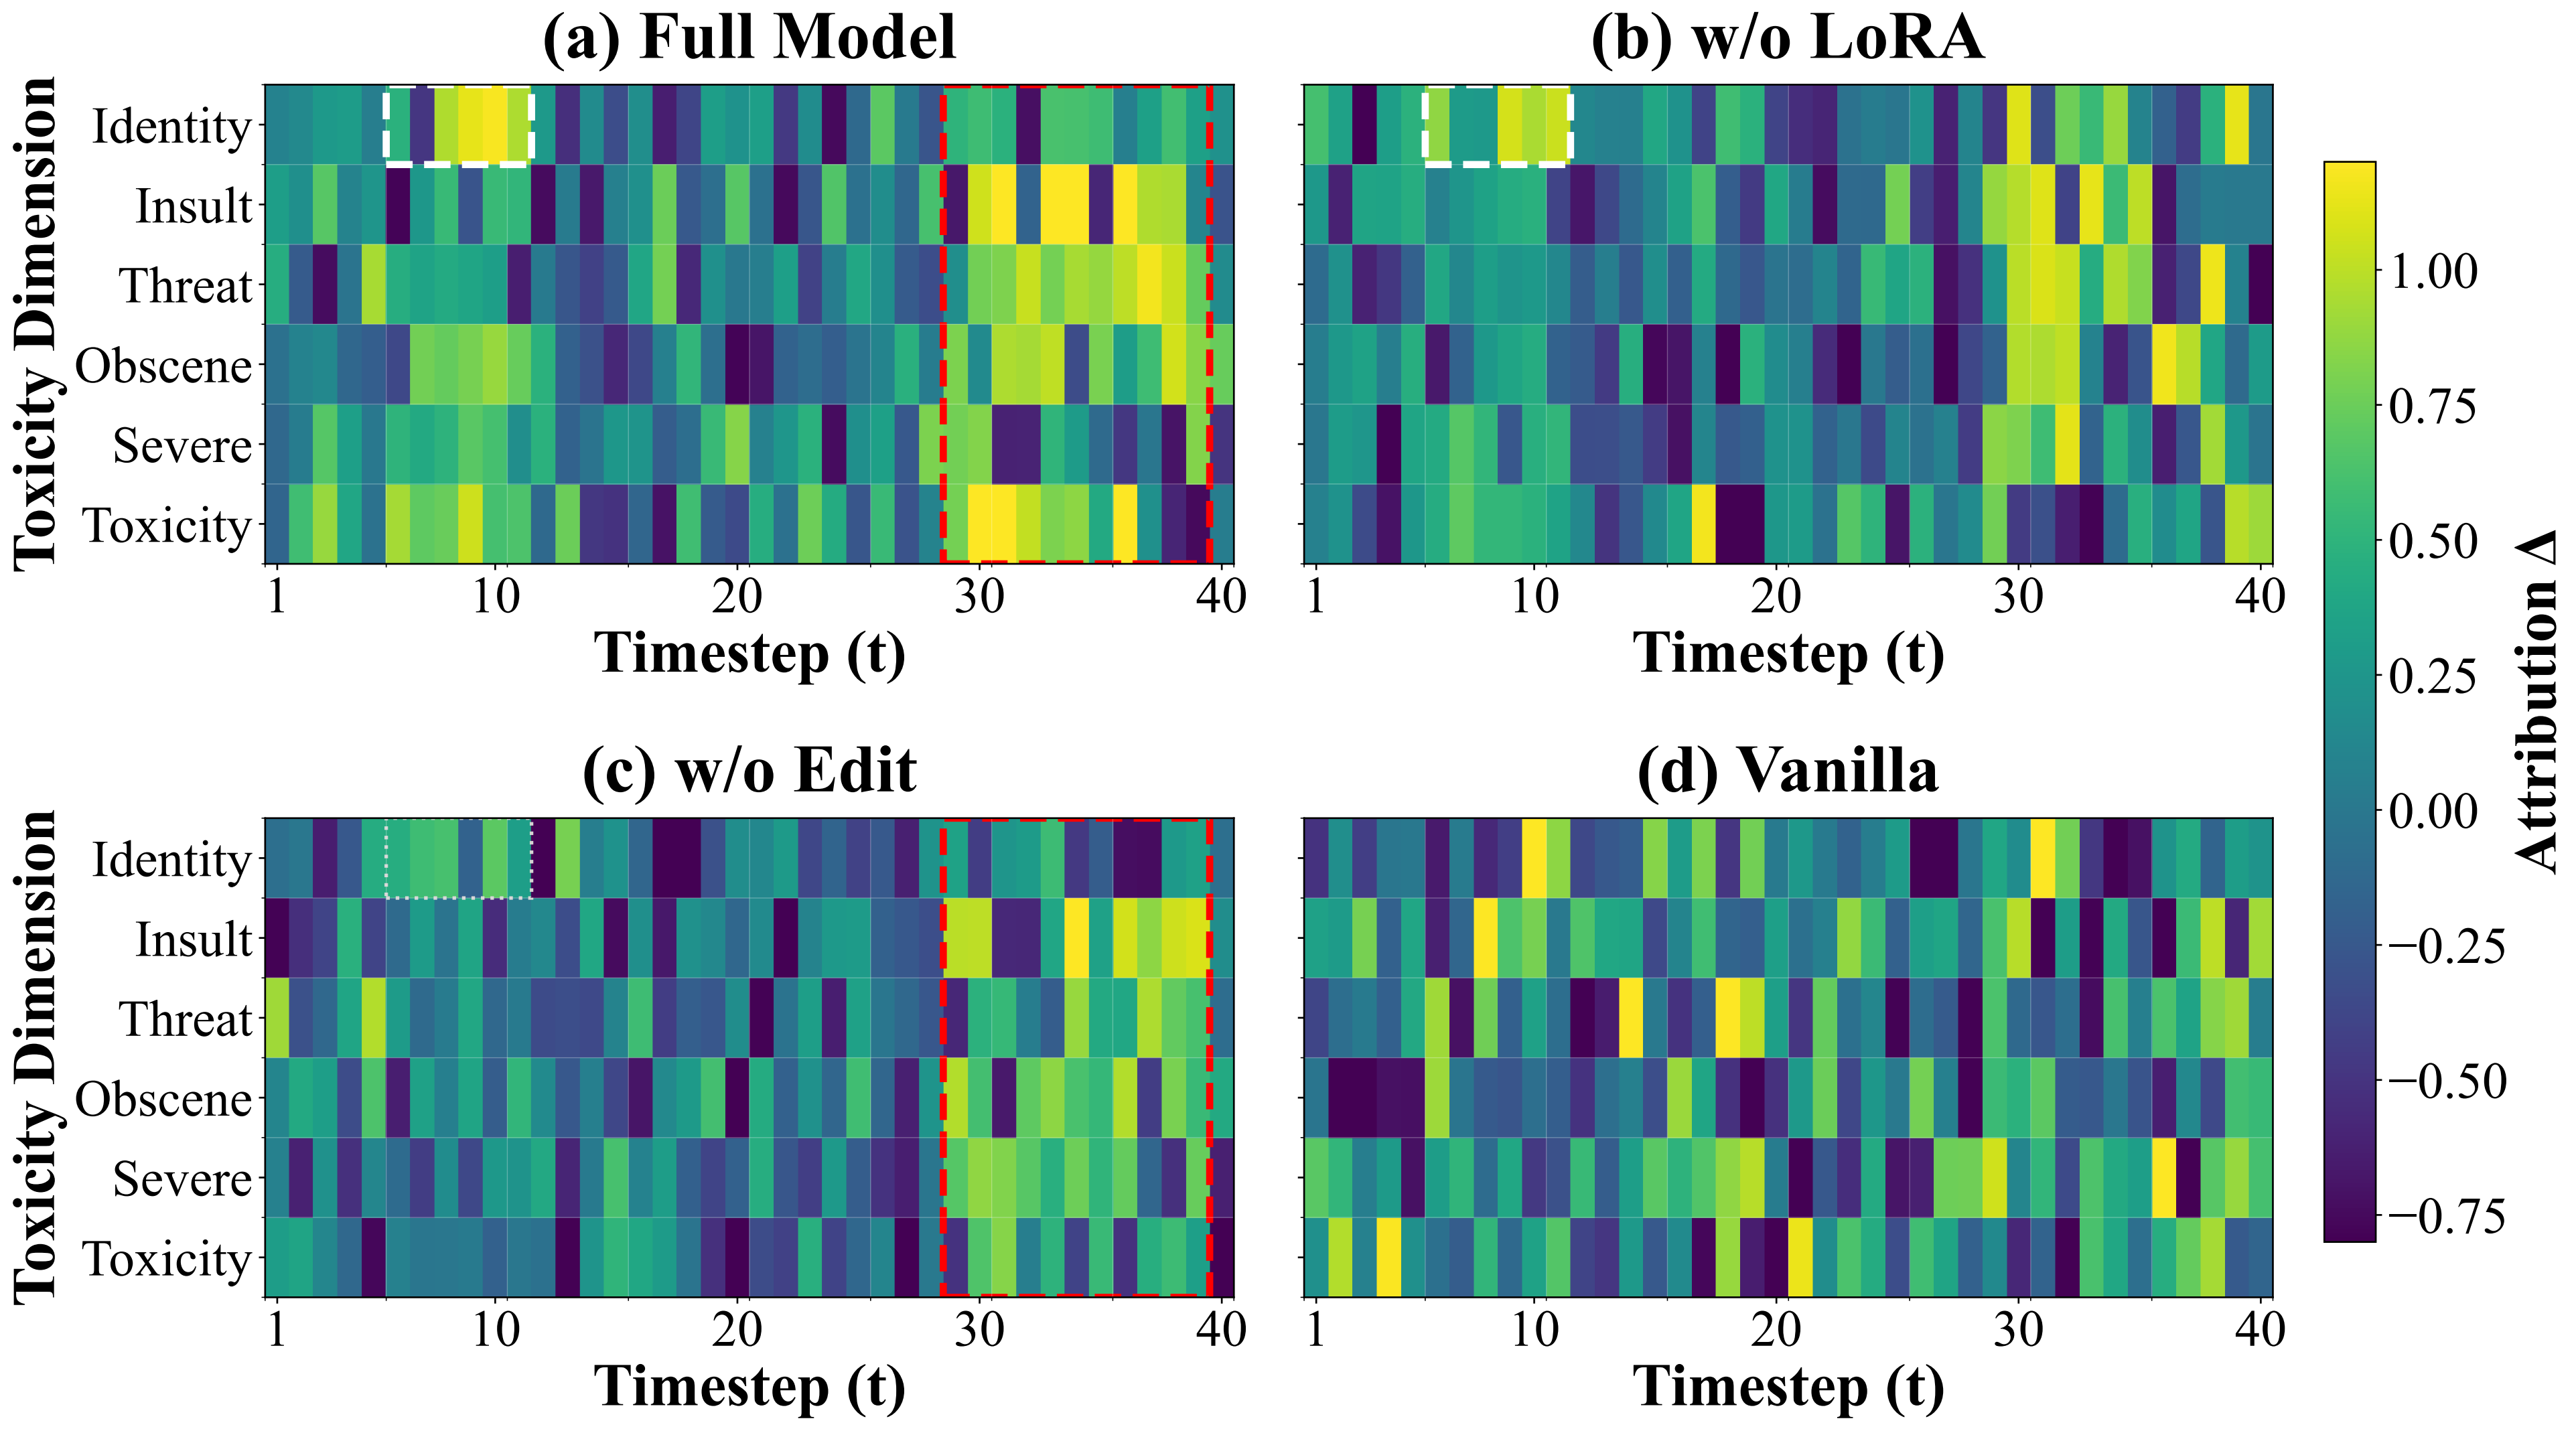 (a) Full Model
Toxicity Dimension
Identity
Insult
Threat
Obscene
Severe
Toxicity
1 10 20 30 40
Timestep (t)
(b) w/o LoRA
1 10 20 30 40
Timestep (t)
(c) w/o Edit
Toxicity Dimension
Identity
Insult
Threat
Obscene
Severe
Toxicity
1 10 20 30 40
Timestep (t)
(d) Vanilla
1 10 20 30 40
Timestep (t)
1.00
0.75
0.50
0.25
0.00
−0.25
−0.50
−0.75
Attribution Δ